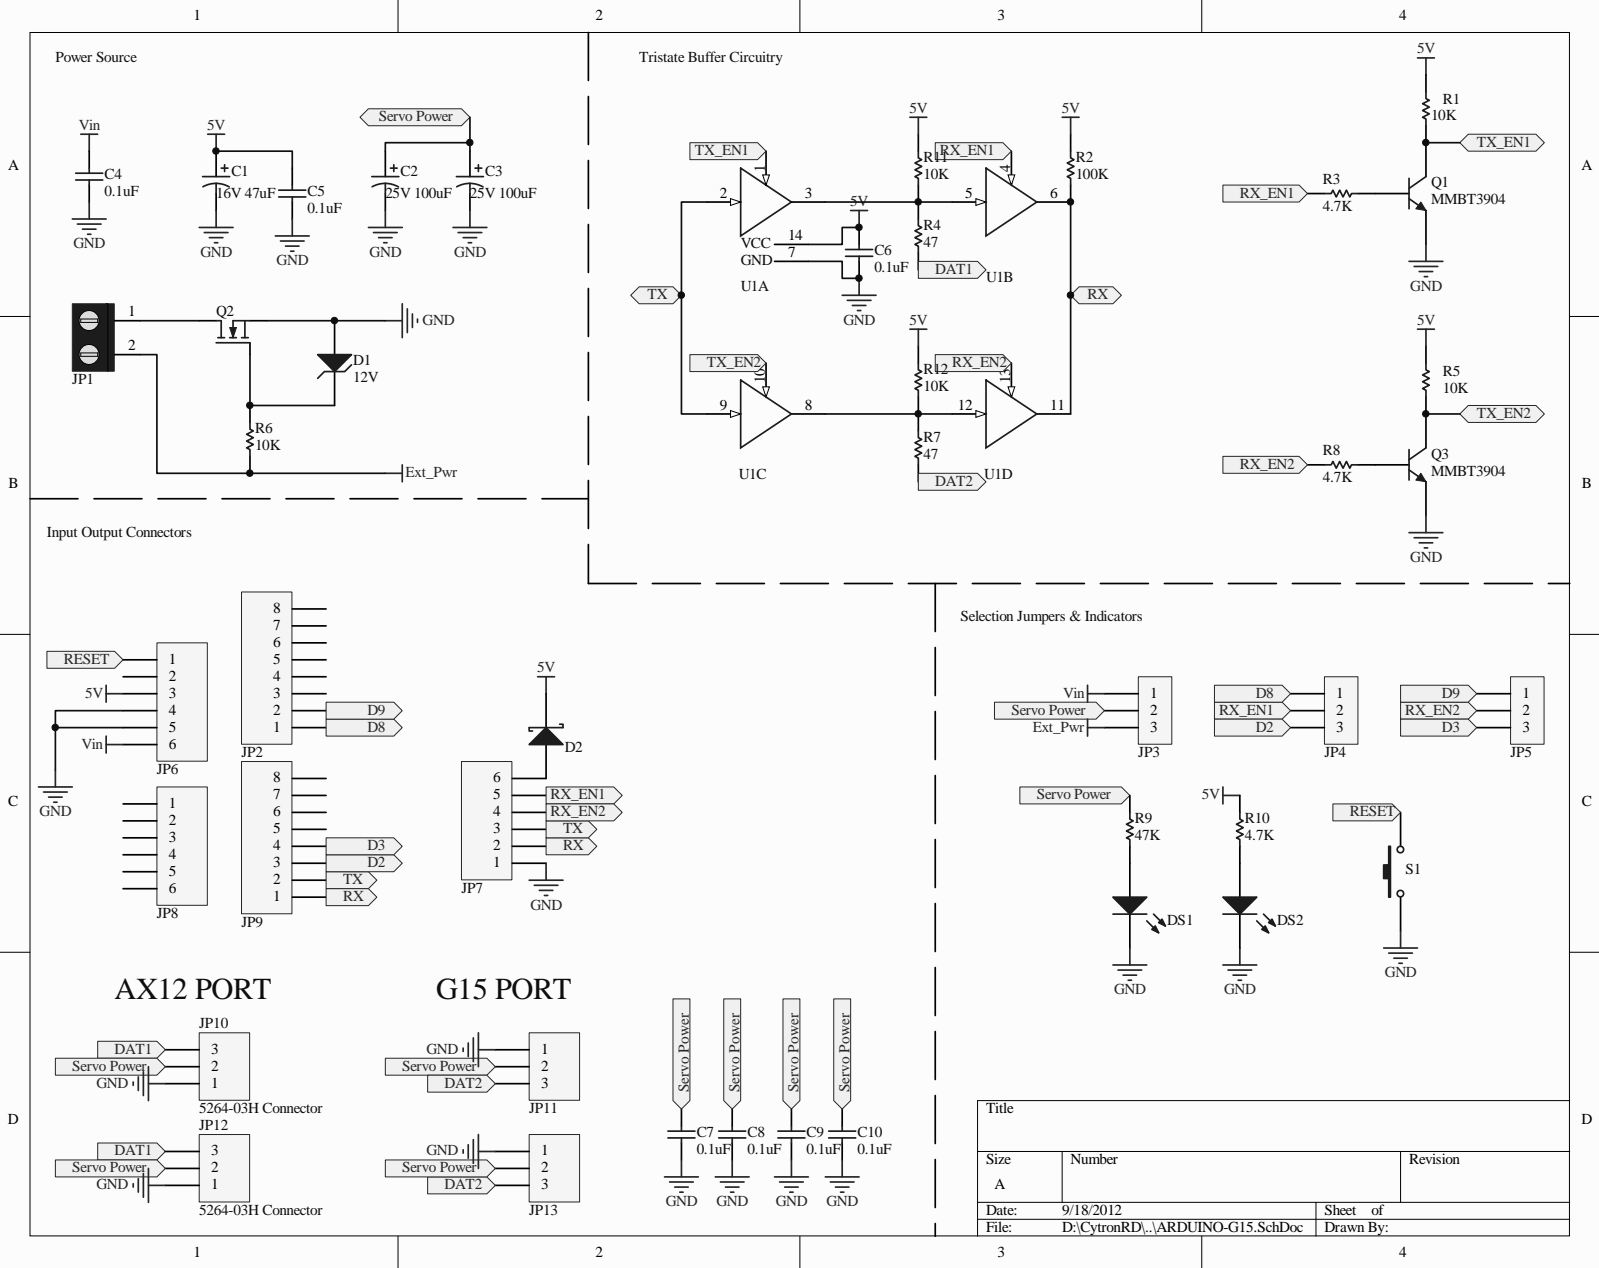 1 2 3 4
Power Source
Tristate Buffer Circuitry
A A
Vin
C4
0.1uF
GND
5V
C1
16V 47uF
GND
C5
0.1uF
GND
Servo Power
C2
25V 100uF
GND
C3
25V 100uF
GND
JP1
1
2
Q2
GND
D1
12V
R6
10K
Ext_Pwr
TX
TX_EN1
1
2 3
VCC 14
GND 7
U1A
5V
C6
0.1uF
GND
5V
R11
10K
R4
47
DAT1
RX_EN1
4
5 6
U1B
5V
R2
100K
RX
TX_EN2
10
9 8
U1C
5V
R12
10K
R7
47
DAT2
RX_EN2
13
12 11
U1D
5V
R1
10K
TX_EN1
RX_EN1
R3
4.7K
Q1
MMBT3904
GND
5V
R5
10K
TX_EN2
RX_EN2
R8
4.7K
Q3
MMBT3904
GND
B B
Input Output Connectors
RESET 1
2
5V 3
4
5
Vin 6
JP6
GND
8
7
6
5
4
3
2 D9
1 D8
JP2
1
2
3
4
5
6
JP8
8
7
6
5
4 D3
3 D2
2 TX
1 RX
JP9
5V
D2
6
5 RX_EN1
4 RX_EN2
3 TX
2 RX
1
JP7
GND
Selection Jumpers & Indicators
Vin 1
Servo Power 2
Ext_Pwr 3
JP3
D8 1
RX_EN1 2
D2 3
JP4
D9 1
RX_EN2 2
D3 3
JP5
C C
Servo Power
R9
47K
DS1
GND
5V
R10
4.7K
DS2
GND
RESET
S1
GND
AX12 PORT
G15 PORT
JP10
DAT1 3
Servo Power 2
GND 1
5264-03H Connector
JP12
DAT1 3
Servo Power 2
GND 1
5264-03H Connector
GND 1
Servo Power 2
DAT2 3
JP11
GND 1
Servo Power 2
DAT2 3
JP13
Servo Power
C7
0.1uF
GND
Servo Power
C8
0.1uF
GND
Servo Power
C9
0.1uF
GND
Servo Power
C10
0.1uF
GND
D D
Title
Size Number Revision
A
Date: 9/18/2012 Sheet of
File: D:\CytronRD\..\ARDUINO-G15.SchDoc Drawn By:
1 2 3 4